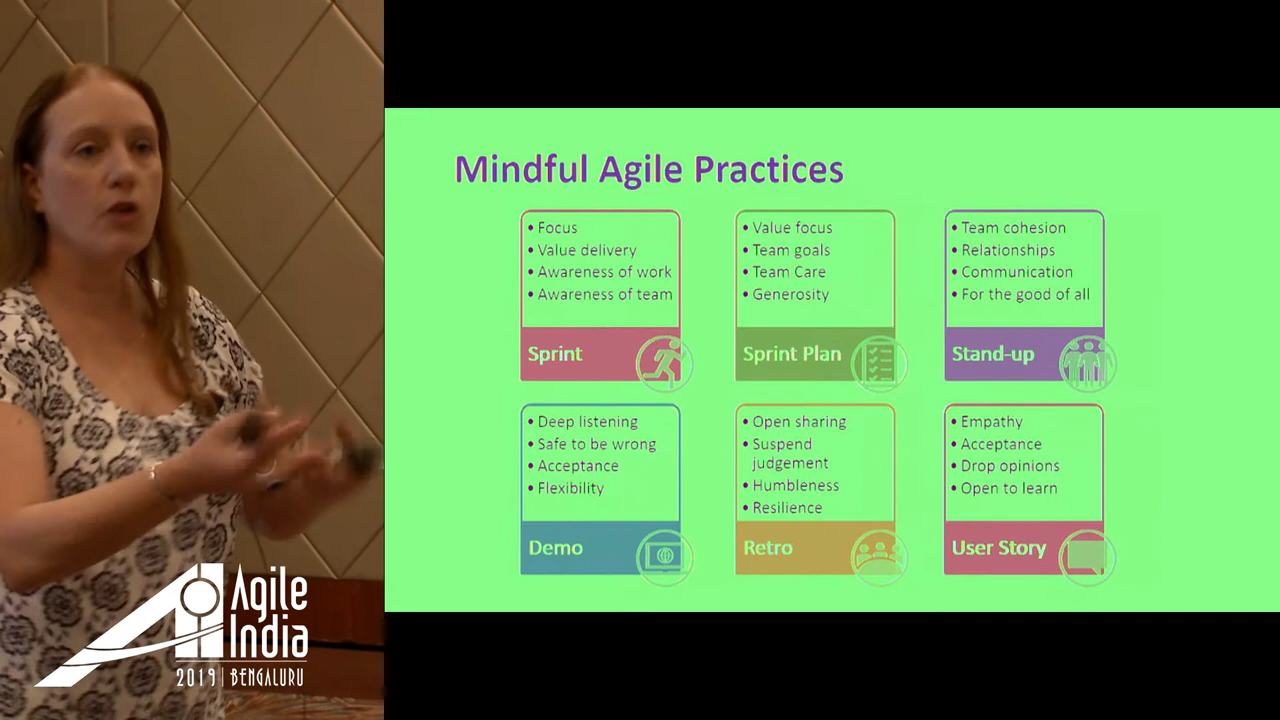 Mindful Agile Practices
• Focus
• Value delivery
• Awareness of work
• Awareness of team
Sprint
• Value focus
• Team goals
• Team Care
• Generosity
Sprint Plan
• Team cohesion
• Relationships
• Communication
• For the good of all
Stand-up
• Deep listening
• Safe to be wrong
• Acceptance
• Flexibility
Demo
• Open sharing
• Suspend
judgement
• Humbleness
• Resilience
Retro
• Empathy
• Acceptance
• Drop opinions
• Open to learn
User Story
Agile
India
2019 | BENGALURU